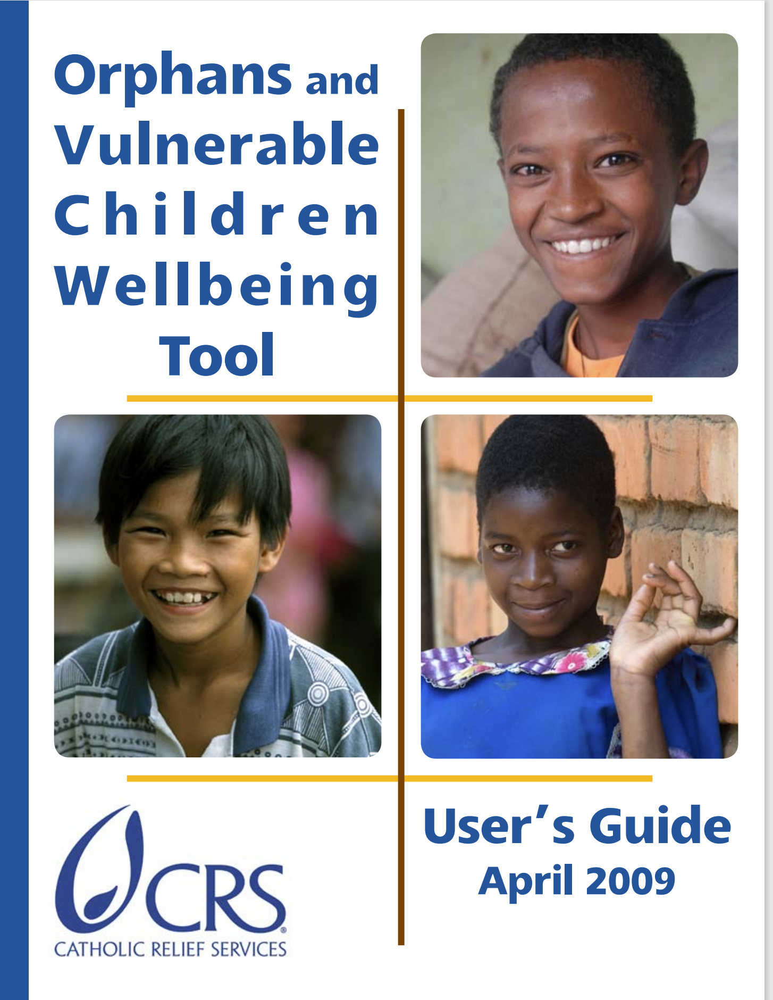 Orphans and
Vulnerable
Children
Wellbeing
Tool
User’s Guide
April 2009
CRS®
CATHOLIC RELIEF SERVICES